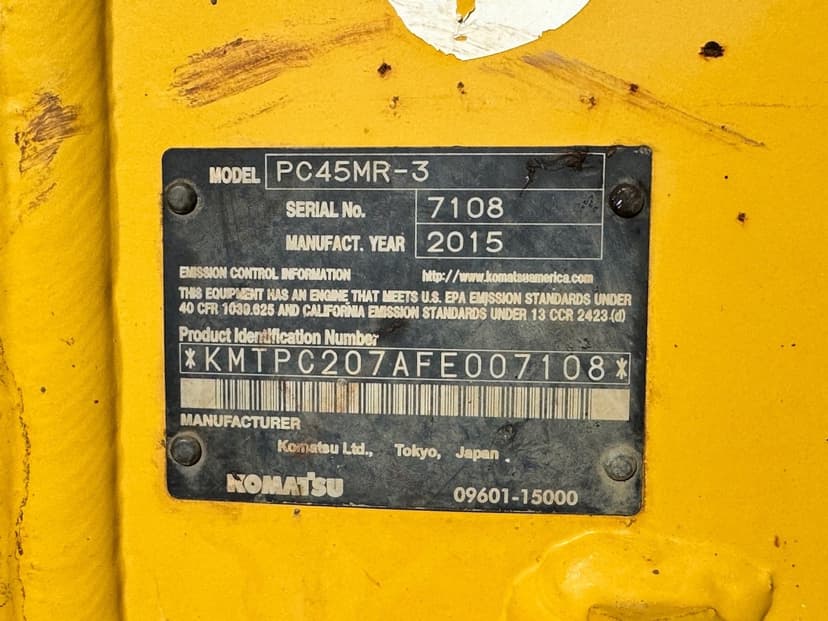 MODEL PC45MR-3
SERIAL No. 7108
MANUFACT. YEAR 2015
EMISSION CONTROL INFORMATION http://www.komatsuamerica.com
THIS EQUIPMENT HAS AN ENGINE THAT MEETS U.S. EPA EMISSION STANDARDS UNDER
40 CFR 1039.625 AND CALIFORNIA EMISSION STANDARDS UNDER 13 CCR 2423.(d)
Product Identification Number
*KMTPC207AFE007108*
MANUFACTURER
Komatsu Ltd., Tokyo, Japan
KOMATSU 09601-15000